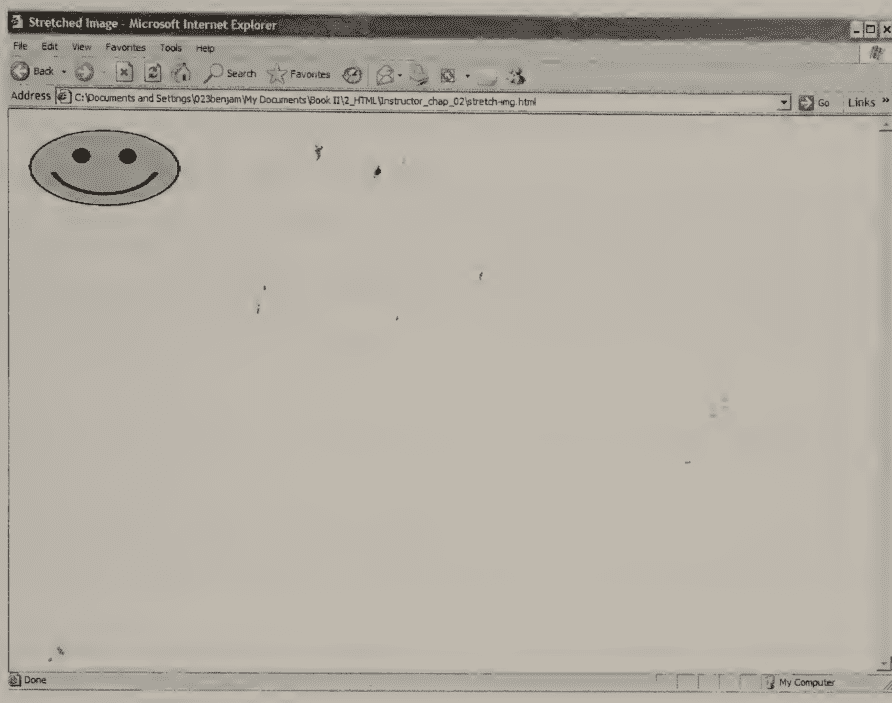 Stretched Image - Microsoft Internet Explorer
File Edit View Favorites Tools Help
Back Search Favorites
Address C:\Documents and Settings\023benjam\My Documents\Book II\2_HTML\Instructor_chap_02\stretch-img.html Go Links »
Done My Computer